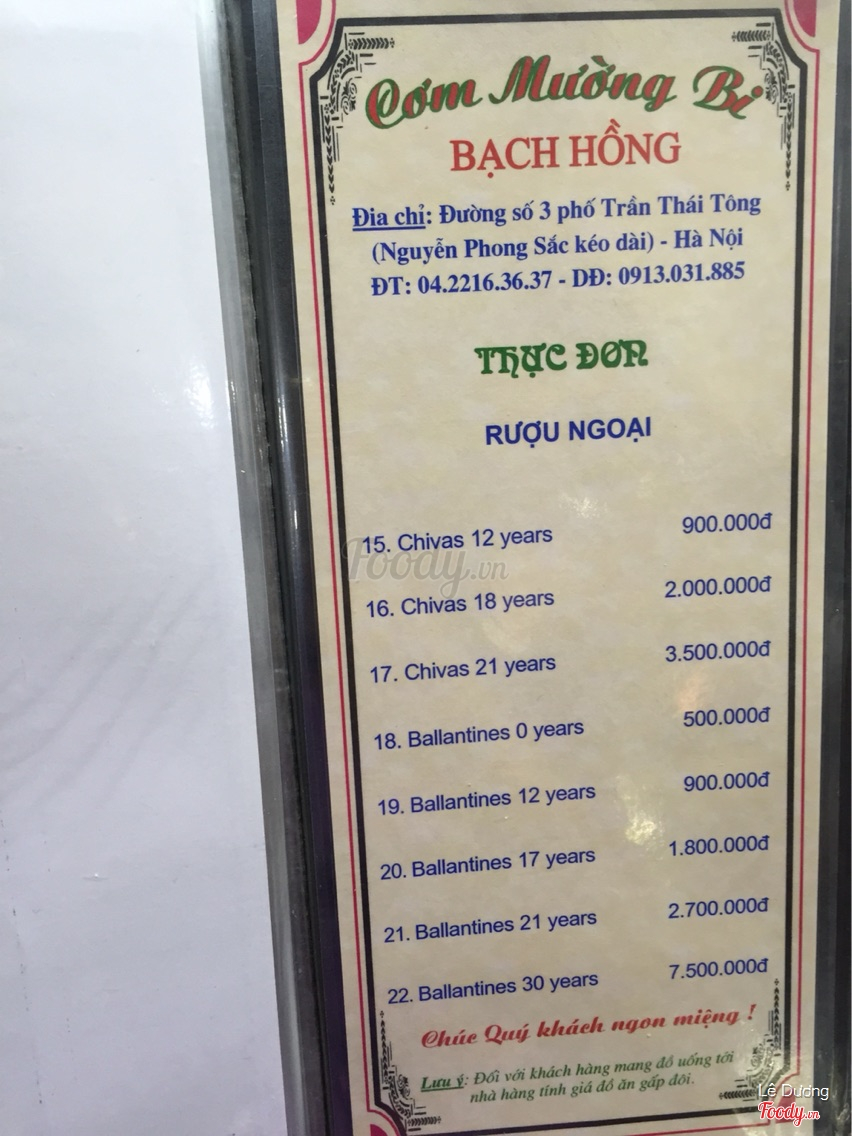 Cơm Mường Bi
BẠCH HỒNG
Đia chỉ: Đường số 3 phố Trần Thái Tông
(Nguyễn Phong Sắc kéo dài) - Hà Nội
ĐT: 04.2216.36.37 - DĐ: 0913.031.885
THỰC ĐƠN
RƯỢU NGOẠI
15. Chivas 12 years 900.000đ
Foody.vn
16. Chivas 18 years 2.000.000đ
17. Chivas 21 years 3.500.000đ
18. Ballantines 0 years 500.000đ
19. Ballantines 12 years 900.000đ
20. Ballantines 17 years 1.800.000đ
21. Ballantines 21 years 2.700.000đ
22. Ballantines 30 years 7.500.000đ
Chúc Quý khách ngon miệng !
Lưu ý: Đối với khách hàng mang đồ uống tới
nhà hàng tính giá đồ ăn gấp đôi.
Lê Dương
Foody.vn